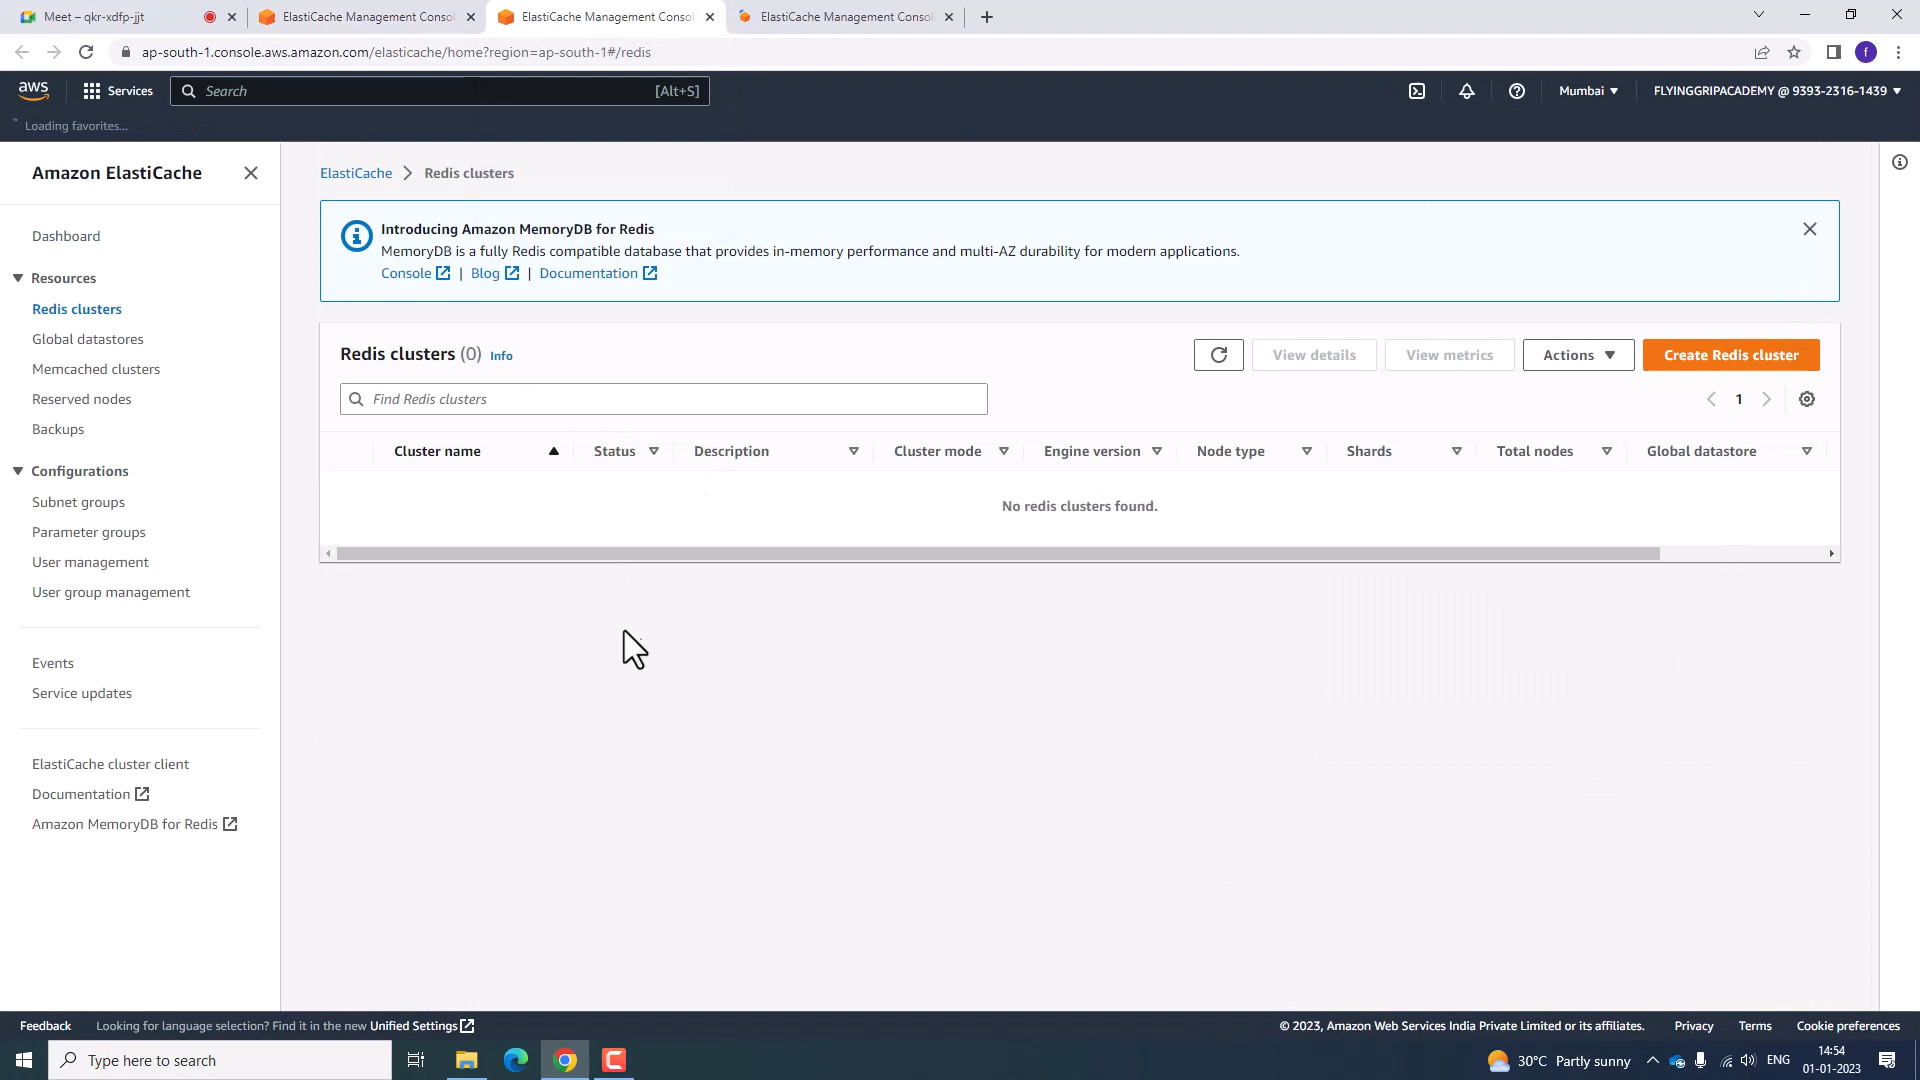 Meet – qkr-xdfp-jjt
ElastiCache Management Consol
ElastiCache Management Consol
ElastiCache Management Consol
ap-south-1.console.aws.amazon.com/elasticache/home?region=ap-south-1#/redis
f
aws
Services
Search
[Alt+S]
Mumbai
FLYINGGRIPACADEMY @ 9393-2316-1439
Loading favorites...
Amazon ElastiCache
Dashboard
Resources
Redis clusters
Global datastores
Memcached clusters
Reserved nodes
Backups
Configurations
Subnet groups
Parameter groups
User management
User group management
Events
Service updates
ElastiCache cluster client
Documentation
Amazon MemoryDB for Redis
ElastiCache > Redis clusters
Introducing Amazon MemoryDB for Redis
MemoryDB is a fully Redis compatible database that provides in-memory performance and multi-AZ durability for modern applications.
Console | Blog | Documentation
Redis clusters (0) Info
View details
View metrics
Actions
Create Redis cluster
Find Redis clusters
1
Cluster name Status Description Cluster mode Engine version Node type Shards Total nodes Global datastore
No redis clusters found.
Feedback
Looking for language selection? Find it in the new Unified Settings
© 2023, Amazon Web Services India Private Limited or its affiliates.
Privacy
Terms
Cookie preferences
Type here to search
30°C Partly sunny
ENG
14:54
01-01-2023